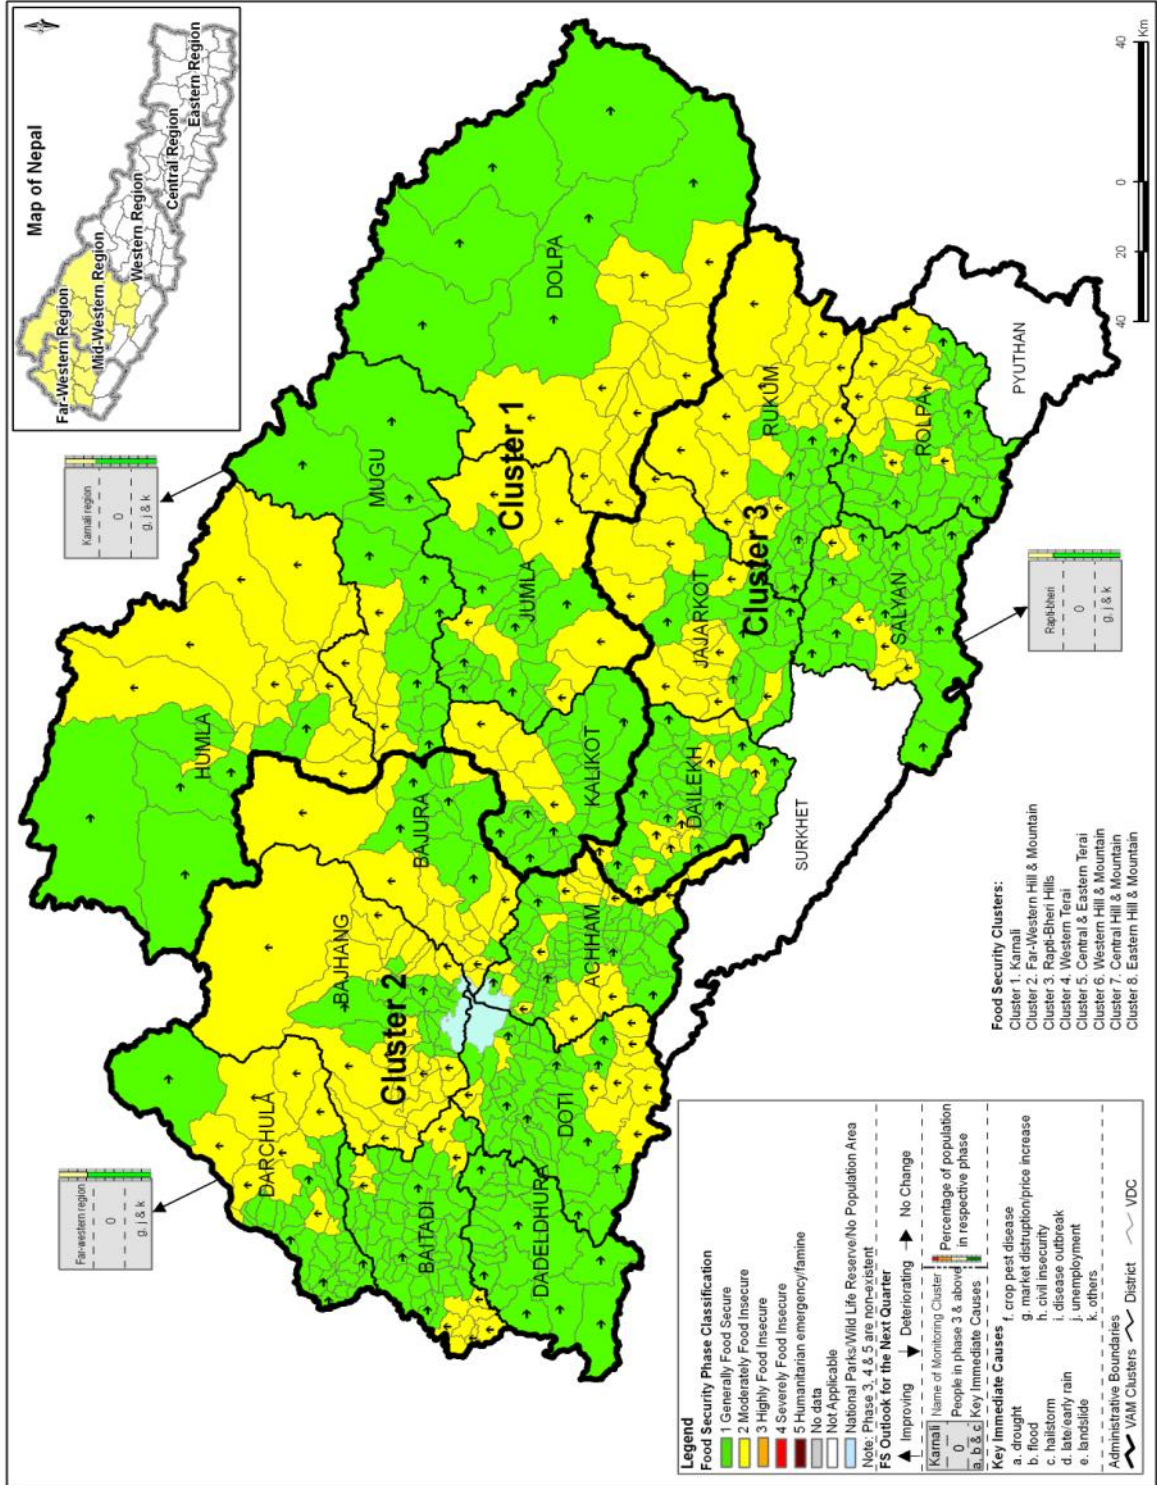 Map of Nepal
Far-Western Region
Mid-Western Region
Western Region
Central Region
Eastern Region
Karnali region
0
g, j & k
Far-western region
0
g, j & k
Rapti-bheri
0
g, j & k
HUMLA
MUGU
DOLPA
Cluster 1
JUMLA
KALIKOT
BAJURA
BAJHANG
Cluster 2
DARCHULA
BAITADI
DADELDHURA
DOTI
ACHHAM
DAILEKH
JAJARKOT
Cluster 3
RUKUM
ROLPA
SALYAN
PYUTHAN
SURKHET
40 20 0 40
Km
Legend
Food Security Phase Classification
1 Generally Food Secure
2 Moderately Food Insecure
3 Highly Food Insecure
4 Severely Food Insecure
5 Humanitarian emergency/famine
No data
Not Applicable
National Parks/Wild Life Reserve/No Population Area
Note: Phase 3, 4 & 5 are non-existent
FS Outlook for the Next Quarter
Improving Deteriorating No Change
Karnali Name of Monitoring Cluster
0 People in phase 3 & above
a, b & c Key Immediate Causes
Percentage of population
in respective phase
Key Immediate Causes
a. drought
b. flood
c. hailstorm
d. late/early rain
e. landslide
f. crop pest disease
g. market distruption/price increase
h. civil insecurity
i. disease outbreak
j. unemployment
k. others
Administrative Boundaries
VAM Clusters District VDC
Food Security Clusters:
Cluster 1. Karnali
Cluster 2. Far-Western Hill & Mountain
Cluster 3. Rapti-Bheri Hills
Cluster 4. Western Terai
Cluster 5. Central & Eastern Terai
Cluster 6. Western Hill & Mountain
Cluster 7. Central Hill & Mountain
Cluster 8. Eastern Hill & Mountain